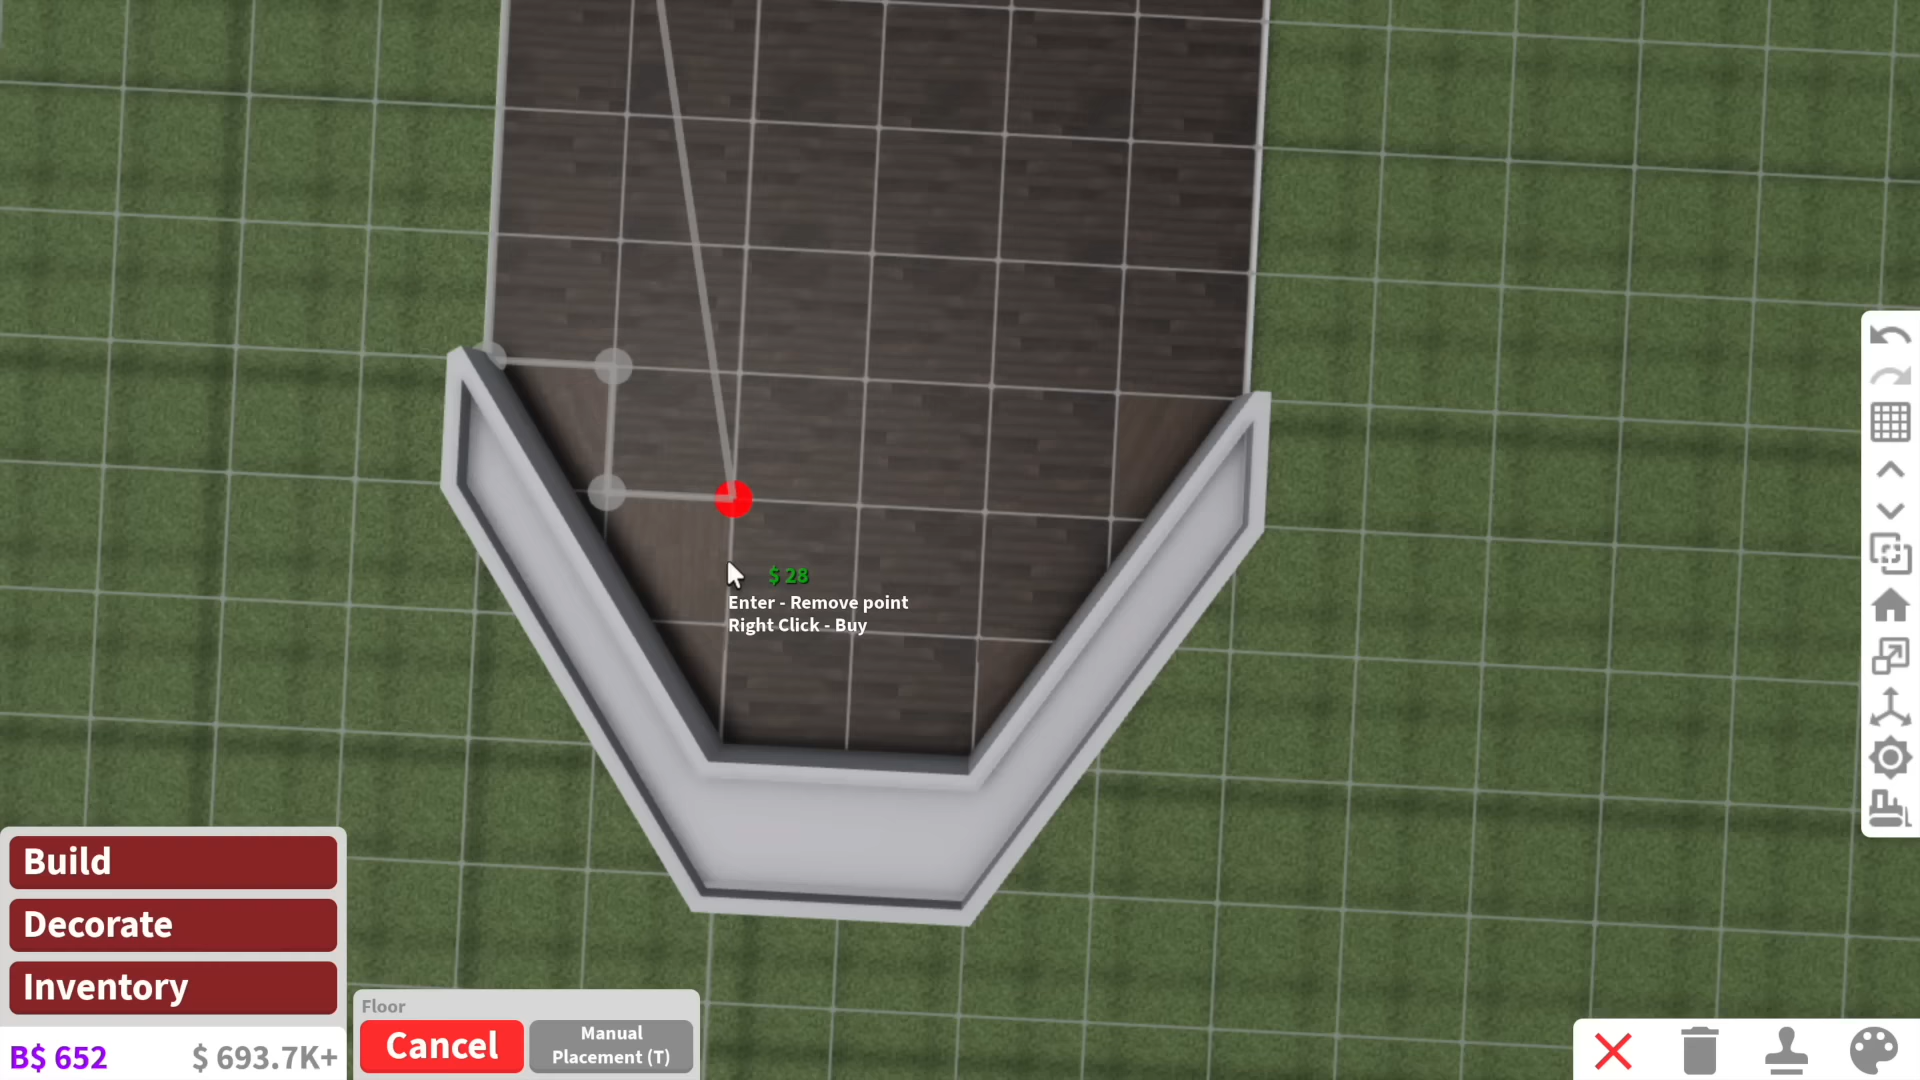 $ 28
Enter - Remove point
Right Click - Buy
Build
Decorate
Inventory
B$ 652
$ 693.7K+
Floor
Cancel
Manual
Placement (T)